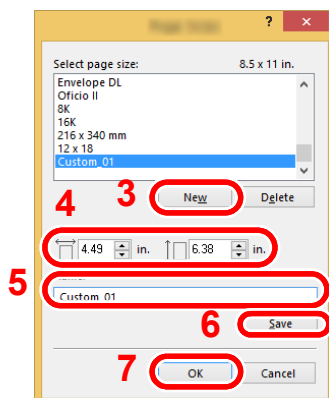 ?
Select page size: 8.5 x 11 in.
Envelope DL
Oficio II
8K
16K
216 x 340 mm
12 x 18
Custom_01
3 New Delete
4
4.49 in. 6.38 in.
5
Custom_01
6 Save
7 OK Cancel